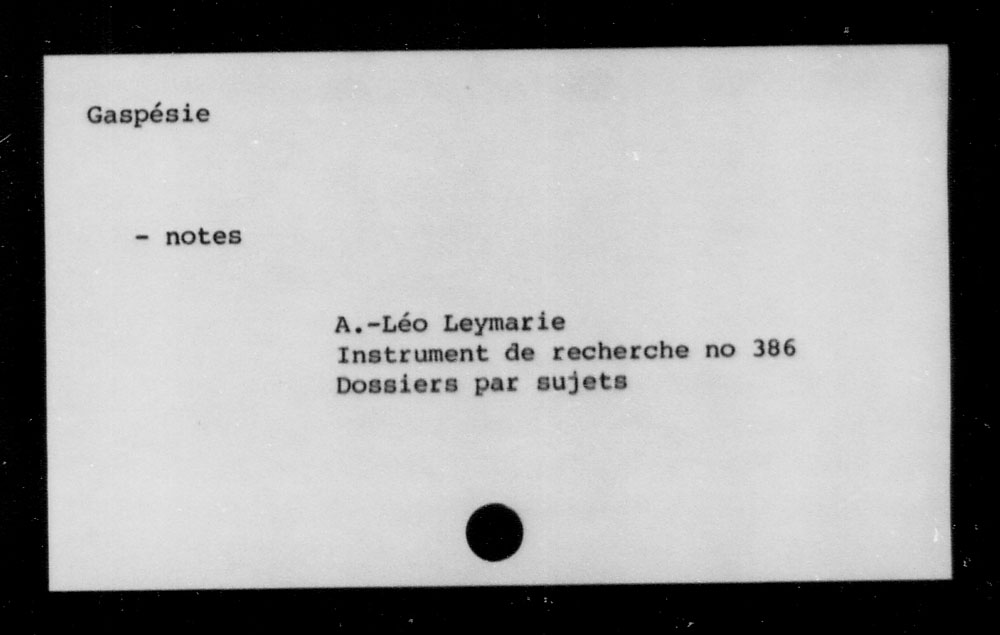 Gaspésie
- notes
A.-Léo Leymarie
Instrument de recherche no 386
Dossiers par sujets